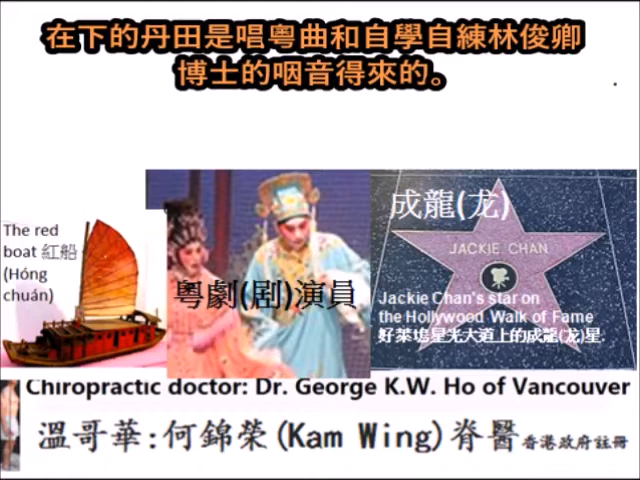 在下的丹田是唱粵曲和自學自練林俊卿
博士的咽音得來的。
The red
boat 紅船
(Hóng
chuán)
粵劇(剧)演員
成龍(龙)
JACKIE CHAN
Jackie Chan's star on
the Hollywood Walk of Fame
好萊塢星光大道上的成龍(龙)星.
Chiropractic doctor: Dr. George K.W. Ho of Vancouver
溫哥華:何錦榮(Kam Wing)脊醫香港政府註冊